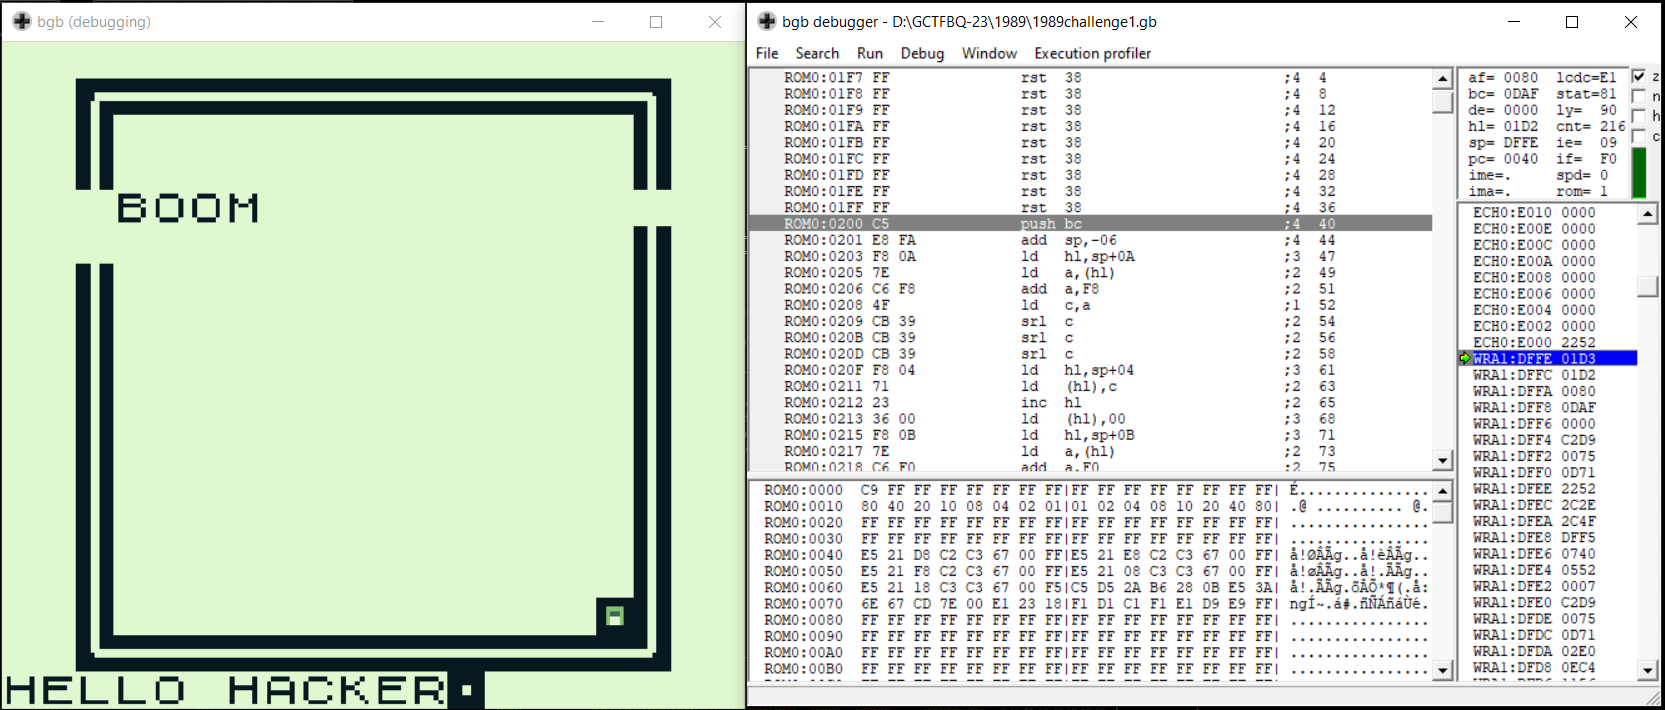 bgb (debugging)
BOOM
HELLO HACKER
bgb debugger - D:\GCTFBQ-23\1989\1989challenge1.gb
File Search Run Debug Window Execution profiler
ROM0:01F7 FF rst 38 ;4 4
ROM0:01F8 FF rst 38 ;4 8
ROM0:01F9 FF rst 38 ;4 12
ROM0:01FA FF rst 38 ;4 16
ROM0:01FB FF rst 38 ;4 20
ROM0:01FC FF rst 38 ;4 24
ROM0:01FD FF rst 38 ;4 28
ROM0:01FE FF rst 38 ;4 32
ROM0:01FF FF rst 38 ;4 36
ROM0:0200 C5 push bc ;4 40
ROM0:0201 E8 FA add sp,-06 ;4 44
ROM0:0203 F8 0A ld hl,sp+0A ;3 47
ROM0:0205 7E ld a,(hl) ;2 49
ROM0:0206 C6 F8 add a,F8 ;2 51
ROM0:0208 4F ld c,a ;1 52
ROM0:0209 CB 39 srl c ;2 54
ROM0:020B CB 39 srl c ;2 56
ROM0:020D CB 39 srl c ;2 58
ROM0:020F F8 04 ld hl,sp+04 ;3 61
ROM0:0211 71 ld (hl),c ;2 63
ROM0:0212 23 inc hl ;2 65
ROM0:0213 36 00 ld (hl),00 ;3 68
ROM0:0215 F8 0B ld hl,sp+0B ;3 71
ROM0:0217 7E ld a,(hl) ;2 73
ROM0:0218 C6 F0 add a,F0 ;2 75
af= 0080 lcdc=E1 z
bc= 0DAF stat=81 n
de= 0000 ly= 90 h
hl= 01D2 cnt= 216 c
sp= DFFE ie= 09
pc= 0040 if= F0
ime=. spd= 0
ima=. rom= 1
ECH0:E010 0000
ECH0:E00E 0000
ECH0:E00C 0000
ECH0:E00A 0000
ECH0:E008 0000
ECH0:E006 0000
ECH0:E004 0000
ECH0:E002 0000
ECH0:E000 2252
WRA1:DFFE 01D3
WRA1:DFFC 01D2
WRA1:DFFA 0080
WRA1:DFF8 0DAF
WRA1:DFF6 0000
WRA1:DFF4 C2D9
WRA1:DFF2 0075
WRA1:DFF0 0D71
WRA1:DFEE 2252
WRA1:DFEC 2C2E
WRA1:DFEA 2C4F
WRA1:DFE8 DFF5
WRA1:DFE6 0740
WRA1:DFE4 0552
WRA1:DFE2 0007
WRA1:DFE0 C2D9
WRA1:DFDE 0075
WRA1:DFDC 0D71
WRA1:DFDA 02E0
WRA1:DFD8 0EC4
ROM0:0000 C9 FF FF FF FF FF FF FF|FF FF FF FF FF FF FF FF| É...............
ROM0:0010 80 40 20 10 08 04 02 01|01 02 04 08 10 20 40 80| .@ .......... @.
ROM0:0020 FF FF FF FF FF FF FF FF|FF FF FF FF FF FF FF FF| ................
ROM0:0030 FF FF FF FF FF FF FF FF|FF FF FF FF FF FF FF FF| ................
ROM0:0040 E5 21 D8 C2 C3 67 00 FF|E5 21 E8 C2 C3 67 00 FF| å!ØÂÃg..å!èÂÃg..
ROM0:0050 E5 21 F8 C2 C3 67 00 FF|E5 21 08 C3 C3 67 00 FF| å!øÂÃg..å!.ÃÃg..
ROM0:0060 E5 21 18 C3 C3 67 00 F5|C5 D5 2A B6 28 0B E5 3A| å!.ÃÃg.õÅÕ*¶(.å:
ROM0:0070 6E 67 CD 7E 00 E1 23 18|F1 D1 C1 F1 E1 D9 E9 FF| ngÍ~.á#.ñÑÁñáÙé.
ROM0:0080 FF FF FF FF FF FF FF FF|FF FF FF FF FF FF FF FF| ................
ROM0:0090 FF FF FF FF FF FF FF FF|FF FF FF FF FF FF FF FF| ................
ROM0:00A0 FF FF FF FF FF FF FF FF|FF FF FF FF FF FF FF FF| ................
ROM0:00B0 FF FF FF FF FF FF FF FF|FF FF FF FF FF FF FF FF| ................